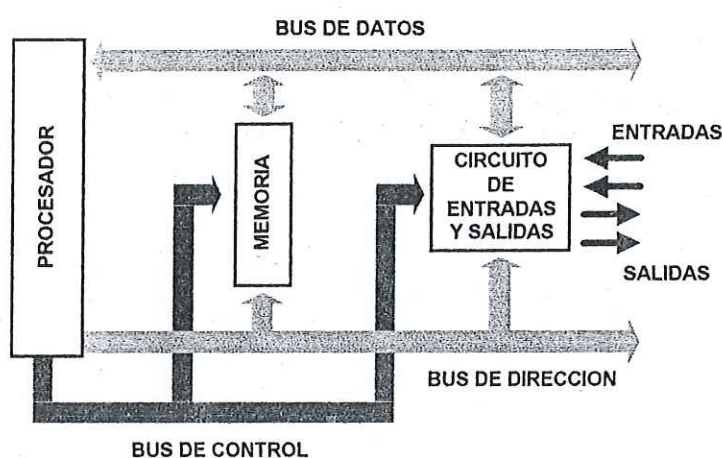 BUS DE DATOS
PROCESADOR
MEMORIA
CIRCUITO
DE
ENTRADAS
Y SALIDAS
ENTRADAS
SALIDAS
BUS DE DIRECCION
BUS DE CONTROL